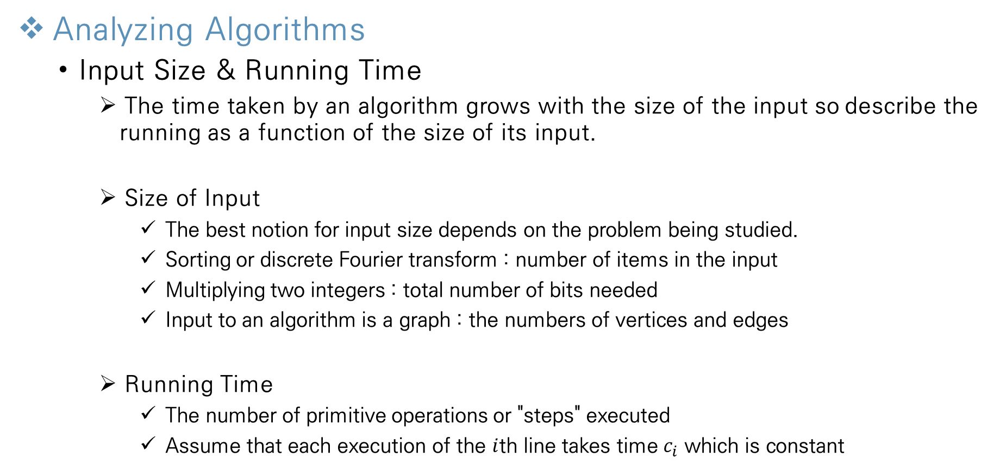 ❖ Analyzing Algorithms
• Input Size & Running Time
➢ The time taken by an algorithm grows with the size of the input so describe the
running as a function of the size of its input.
➢ Size of Input
✓ The best notion for input size depends on the problem being studied.
✓ Sorting or discrete Fourier transform : number of items in the input
✓ Multiplying two integers : total number of bits needed
✓ Input to an algorithm is a graph : the numbers of vertices and edges
➢ Running Time
✓ The number of primitive operations or "steps" executed
✓ Assume that each execution of the 𝑖th line takes time 𝑐ᵢ which is constant